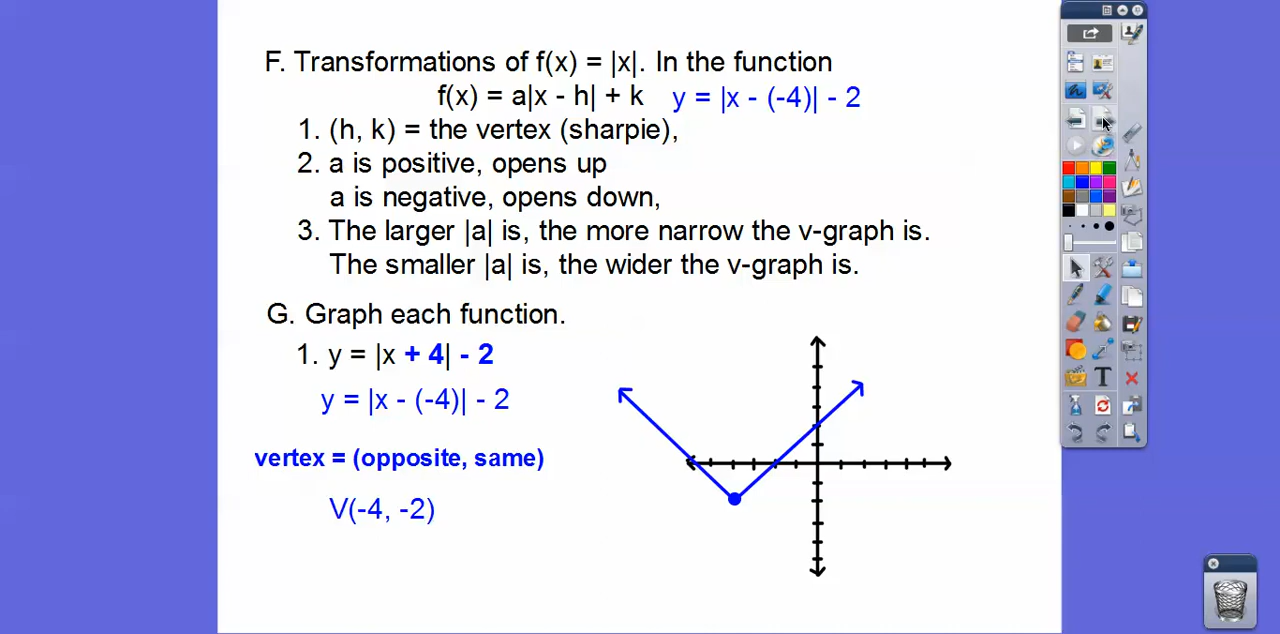 F. Transformations of f(x) = |x|. In the function
f(x) = a|x - h| + k y = |x - (-4)| - 2
1. (h, k) = the vertex (sharpie),
2. a is positive, opens up
a is negative, opens down,
3. The larger |a| is, the more narrow the v-graph is.
The smaller |a| is, the wider the v-graph is.
G. Graph each function.
1. y = |x + 4| - 2
y = |x - (-4)| - 2
vertex = (opposite, same)
V(-4, -2)